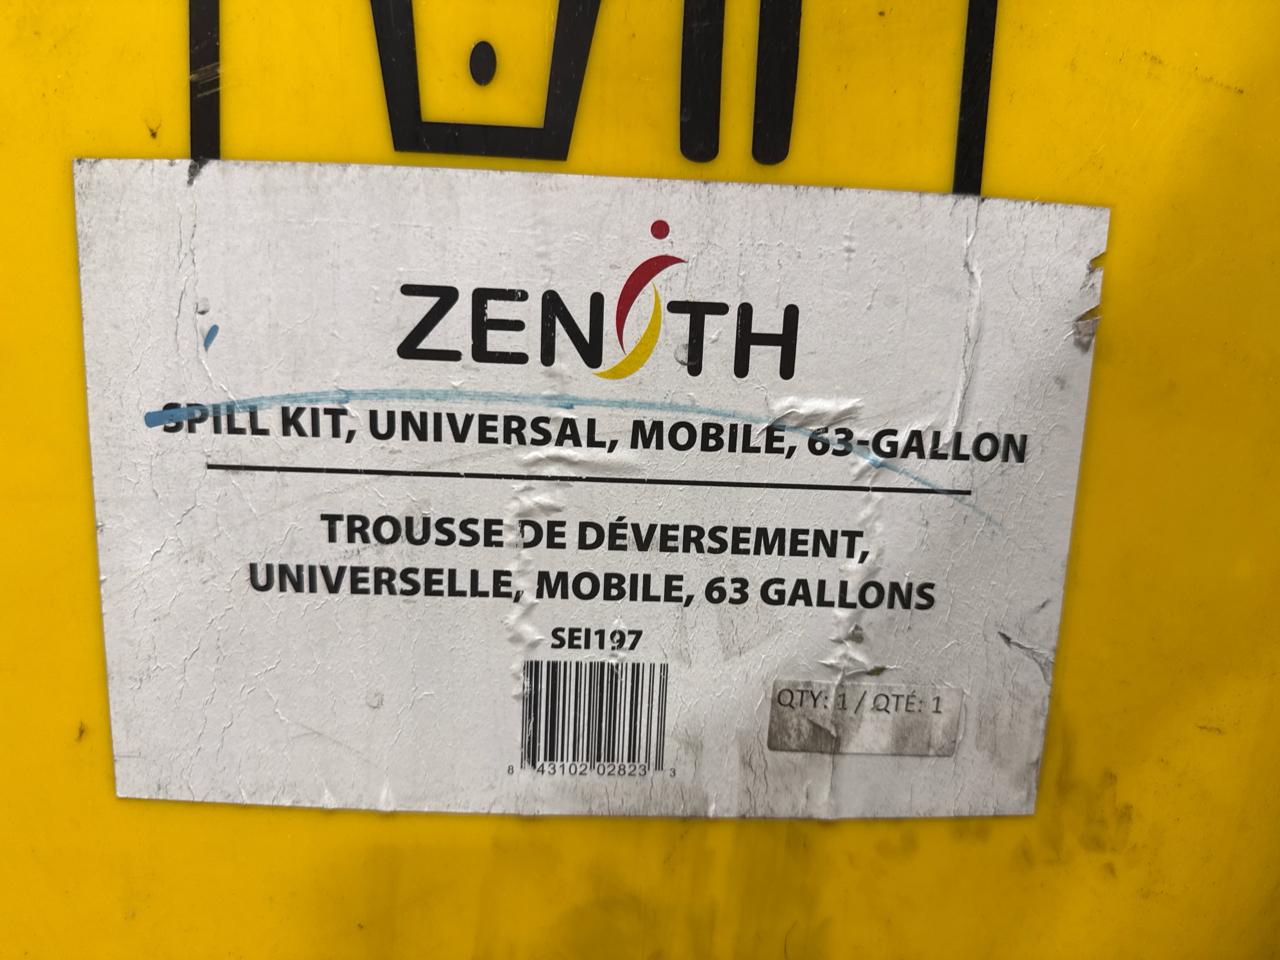 ZENITH
SPILL KIT, UNIVERSAL, MOBILE, 63-GALLON
TROUSSE DE DÉVERSEMENT,
UNIVERSELLE, MOBILE, 63 GALLONS
SEI197
QTY: 1 / QTÉ: 1
8 43102 02823 3